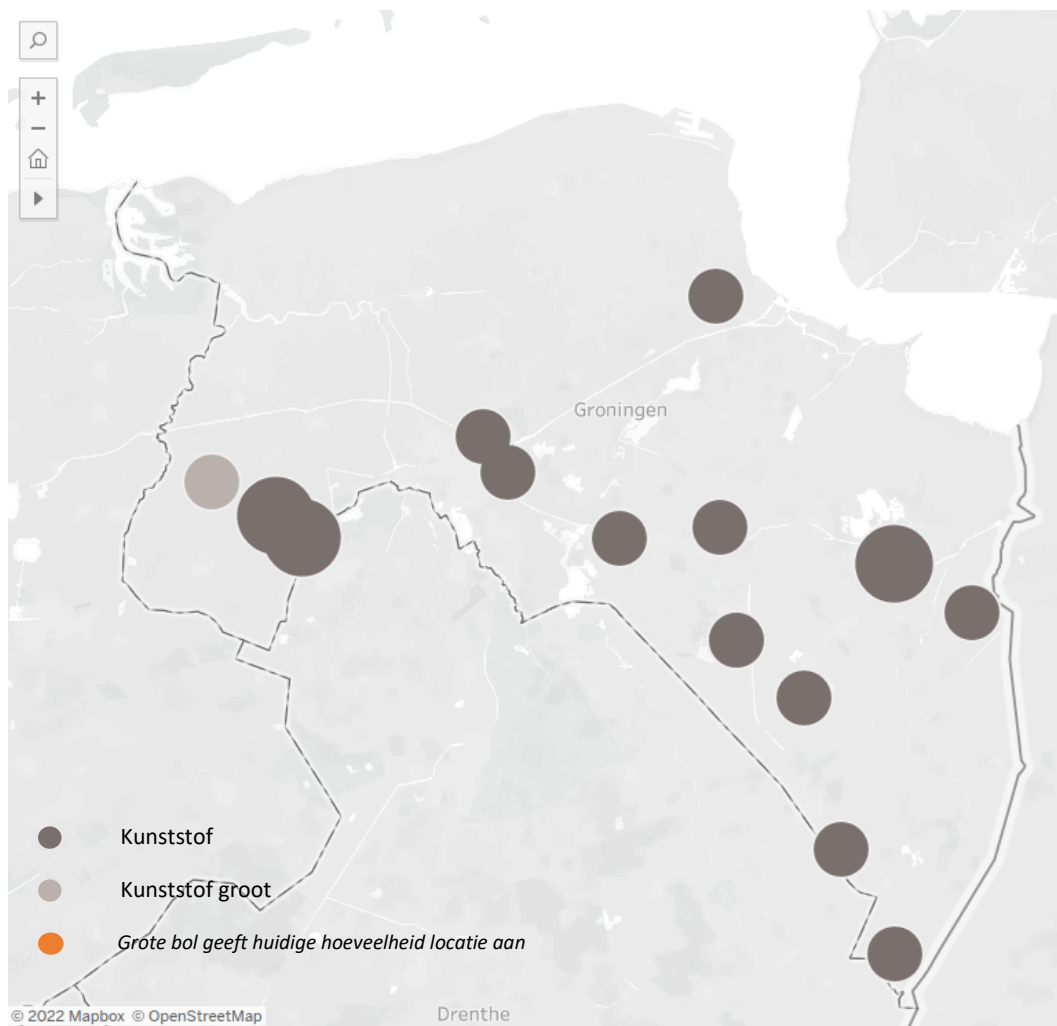 Groningen
Kunststof
Kunststof groot
Grote bol geeft huidige hoeveelheid locatie aan
© 2022 Mapbox © OpenStreetMap
Drenthe